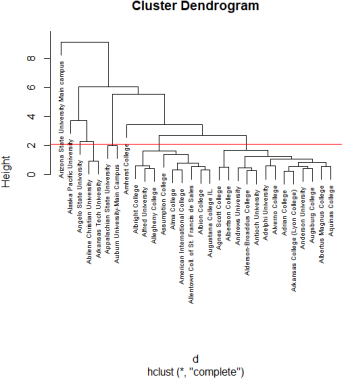 Cluster Dendrogram
Height
8
6
4
2
0
Arizona State University Main campus
Alaska Pacific University
Angelo State University
Abilene Christian University
Arkansas Tech University
Appalachian State University
Auburn University-Main Campus
Amherst College
Albright College
Alfred University
Allegheny College
Assumption College
Alma College
American International College
Allentown Coll. of St. Francis de Sales
Albion College
Augustana College IL.
Agnes Scott College
Albertson College
Andrews University
Alderson-Broaddus College
Antioch University
Adelphi University
Alverno College
Adrian College
Arkansas College (Lyon College)
Anderson University
Augsburg College
Albertus Magnus College
Aquinas College
d
hclust (*, "complete")